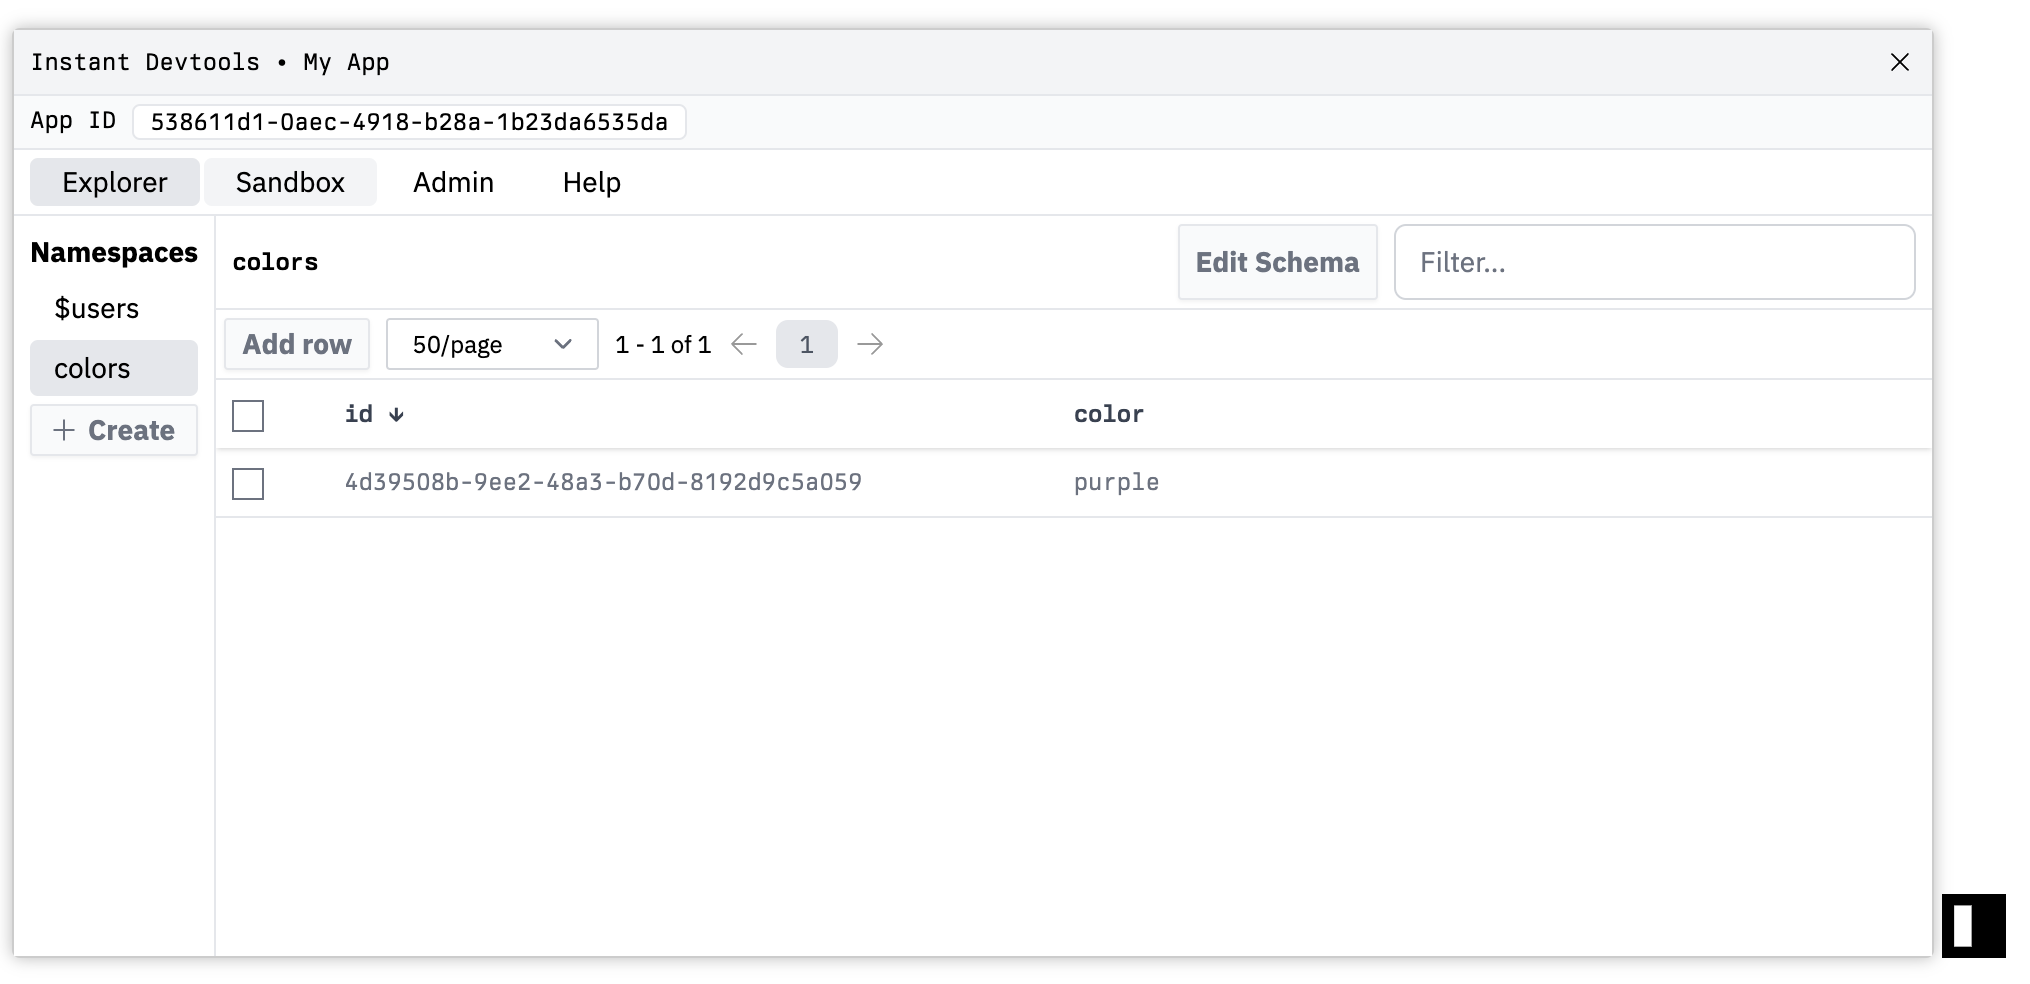 Instant Devtools • My App
App ID 538611d1-0aec-4918-b28a-1b23da6535da
Explorer Sandbox Admin Help
Namespaces
$users
colors
Create
colors Edit Schema Filter...
Add row 50/page 1 - 1 of 1 ← 1 →
id ↓ color
4d39508b-9ee2-48a3-b70d-8192d9c5a059 purple